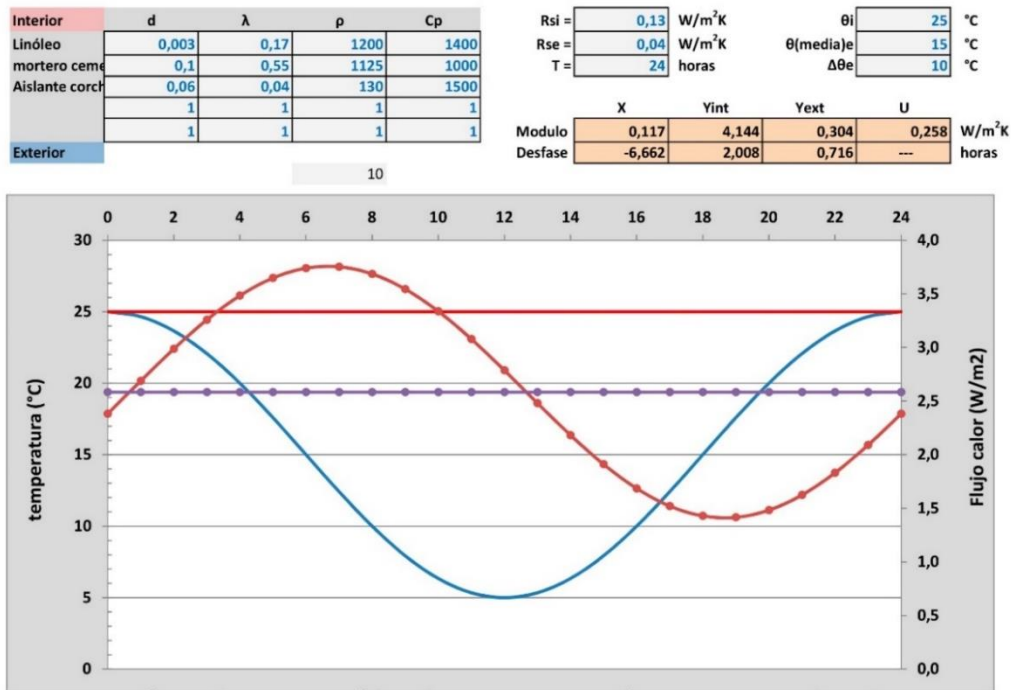 Interior d λ ρ Cp
Linóleo 0,003 0,17 1200 1400
mortero ceme 0,1 0,55 1125 1000
Aislante corch 0,06 0,04 130 1500
1 1 1 1
1 1 1 1
Exterior
10
Rsi = 0,13 W/m²K
Rse = 0,04 W/m²K
T = 24 horas
θi 25 °C
θ(media)e 15 °C
Δθe 10 °C
X Yint Yext U
Modulo 0,117 4,144 0,304 0,258 W/m²K
Desfase -6,662 2,008 0,716 --- horas
0 2 4 6 8 10 12 14 16 18 20 22 24
30
25
20
15
10
5
0
temperatura (°C)
4,0
3,5
3,0
2,5
2,0
1,5
1,0
0,5
0,0
Flujo calor (W/m2)